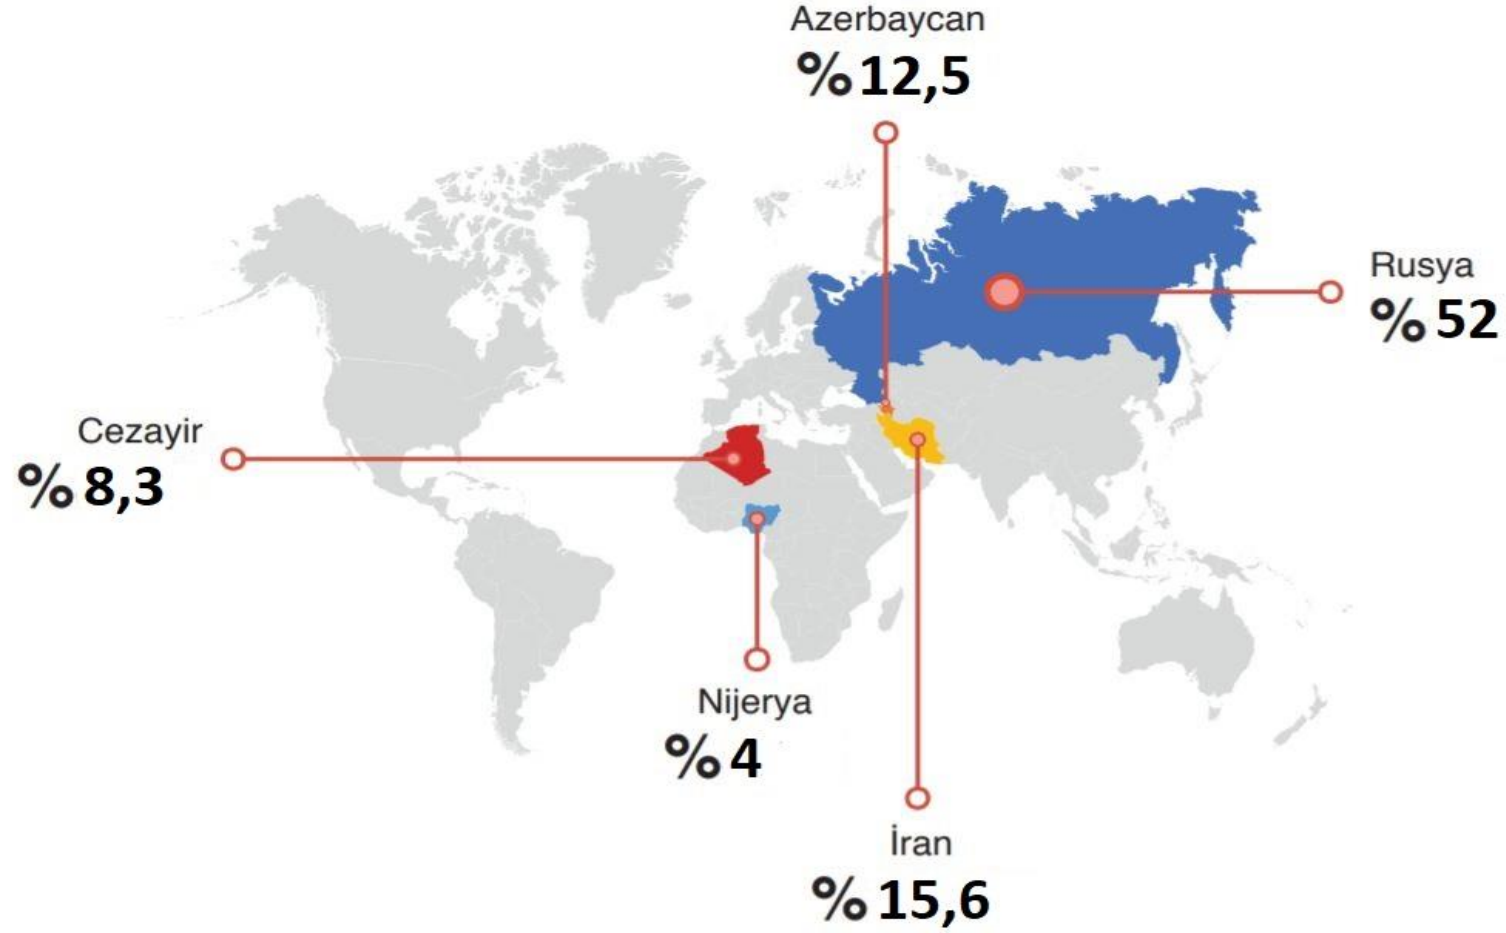 Azerbaycan
% 12,5
Rusya
% 52
Cezayir
% 8,3
Nijerya
% 4
İran
% 15,6